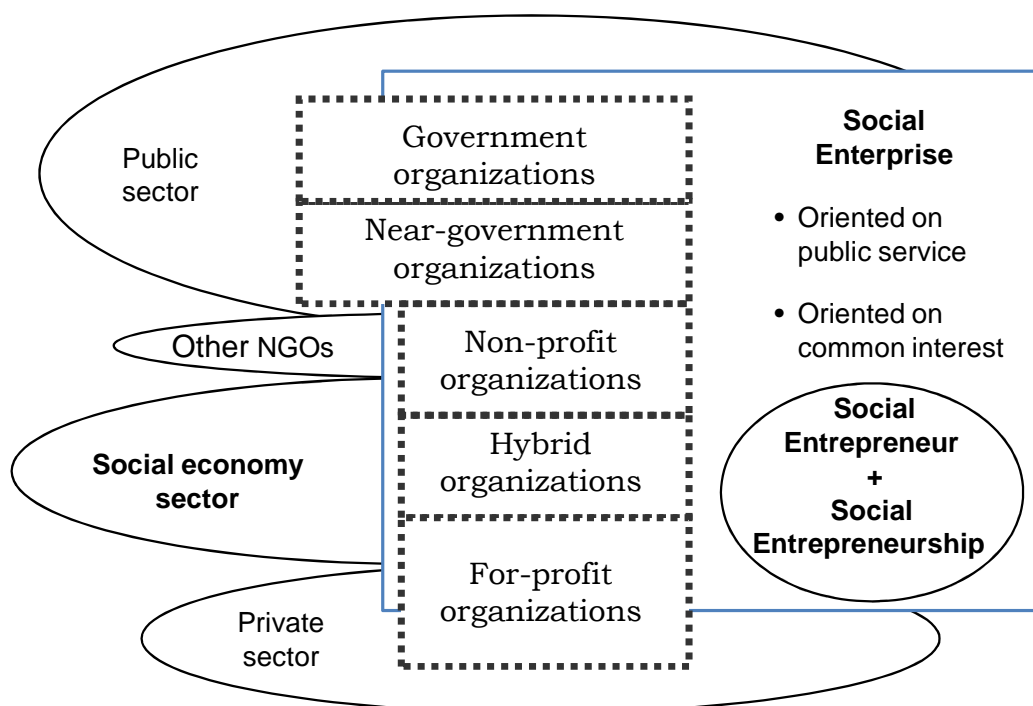 Public
sector
Government
organizations
Near-government
organizations
Other NGOs
Non-profit
organizations
Social economy
sector
Hybrid
organizations
Private
sector
For-profit
organizations
Social
Enterprise
• Oriented on
public service
• Oriented on
common interest
Social
Entrepreneur
+
Social
Entrepreneurship